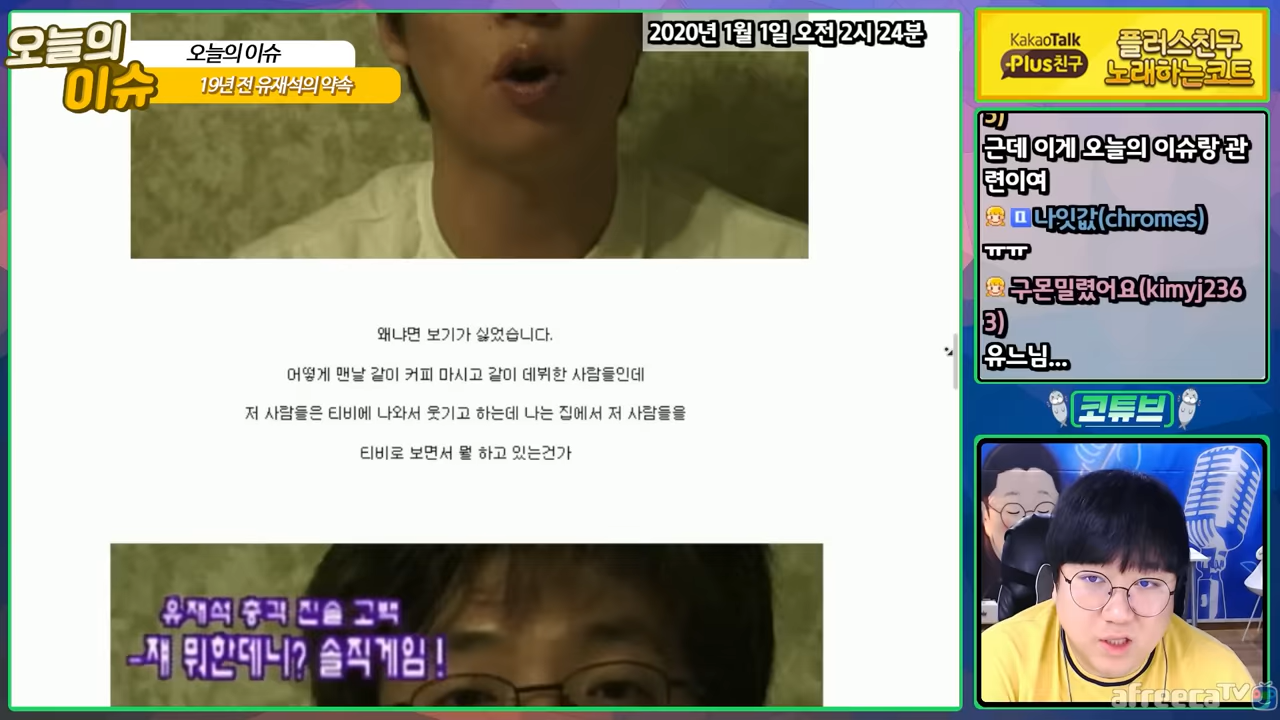 오늘의
이슈
오늘의 이슈
19년 전 유재석의 약속
2020년 1월 1일 오전 2시 24분
왜냐면 보기가 싫었습니다.
어떻게 맨날 같이 커피 마시고 같이 데뷔한 사람들인데
저 사람들은 티비에 나와서 웃기고 하는데 나는 집에서 저 사람들을
티비로 보면서 뭘 하고 있는건가
유재석 충격 진솔 고백
-쟤 뭐한데니? 솔직게임!
KakaoTalk
Plus친구
플러스친구
노래하는코트
3)
근데 이게 오늘의 이슈랑 관
련이여
나잇값(chromes)
ㅠㅠ
구몬밀렸어요(kimyj236
3)
유느님...
코튜브
afreecaTV